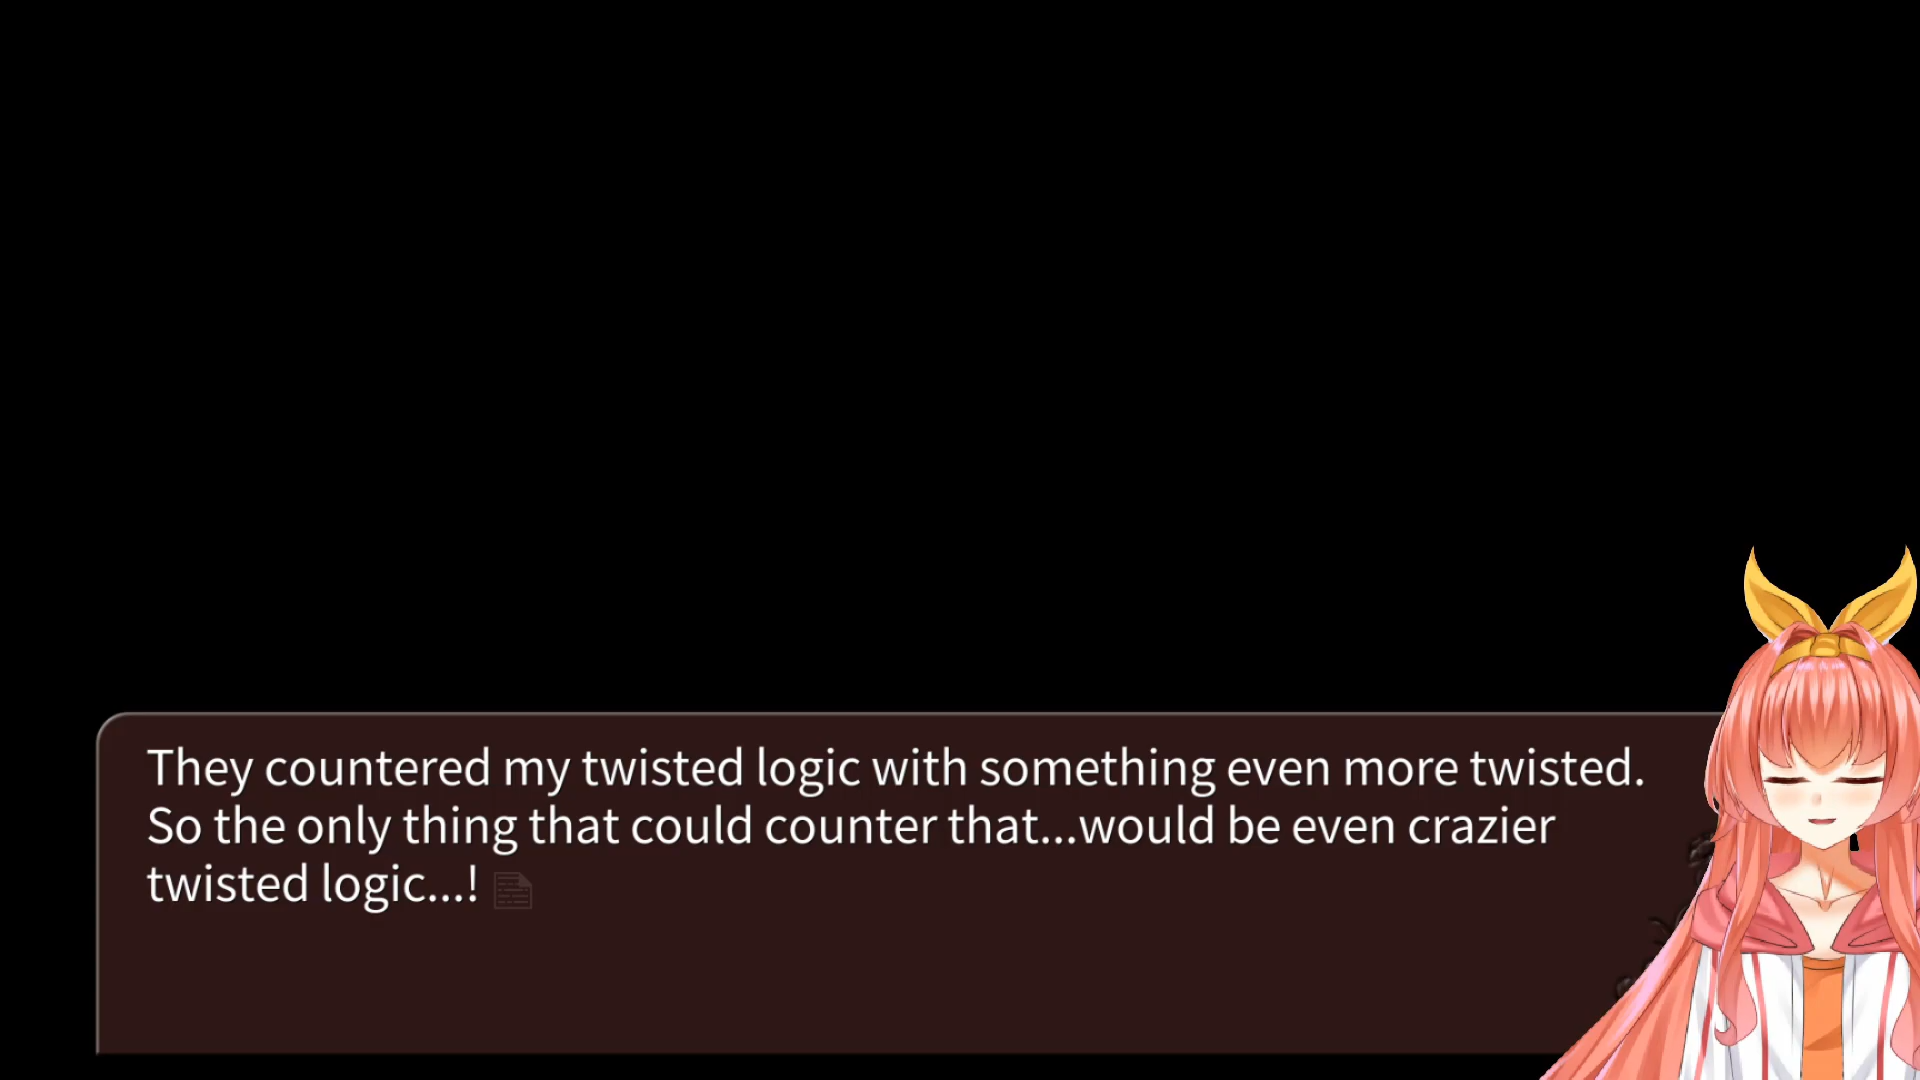 They countered my twisted logic with something even more twisted.
So the only thing that could counter that...would be even crazier
twisted logic...!